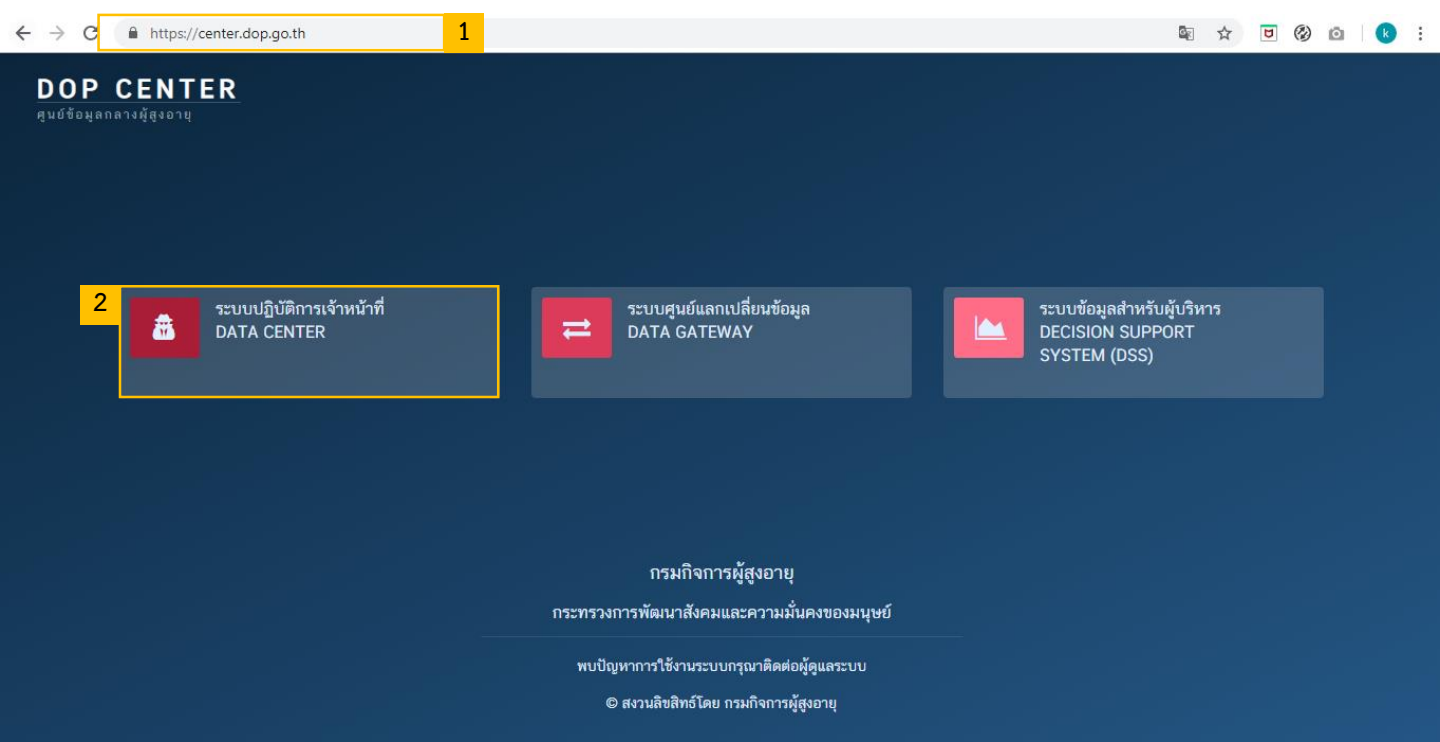 https://center.dop.go.th
1
k
DOP CENTER
ศูนย์ข้อมูลกลางผู้สูงอายุ
2
ระบบปฏิบัติการเจ้าหน้าที่
DATA CENTER
ระบบศูนย์แลกเปลี่ยนข้อมูล
DATA GATEWAY
ระบบข้อมูลสำหรับผู้บริหาร
DECISION SUPPORT
SYSTEM (DSS)
กรมกิจการผู้สูงอายุ
กระทรวงการพัฒนาสังคมและความมั่นคงของมนุษย์
พบปัญหาการใช้งานระบบกรุณาติดต่อผู้ดูแลระบบ
© สงวนลิขสิทธ์โดย กรมกิจการผู้สูงอายุ